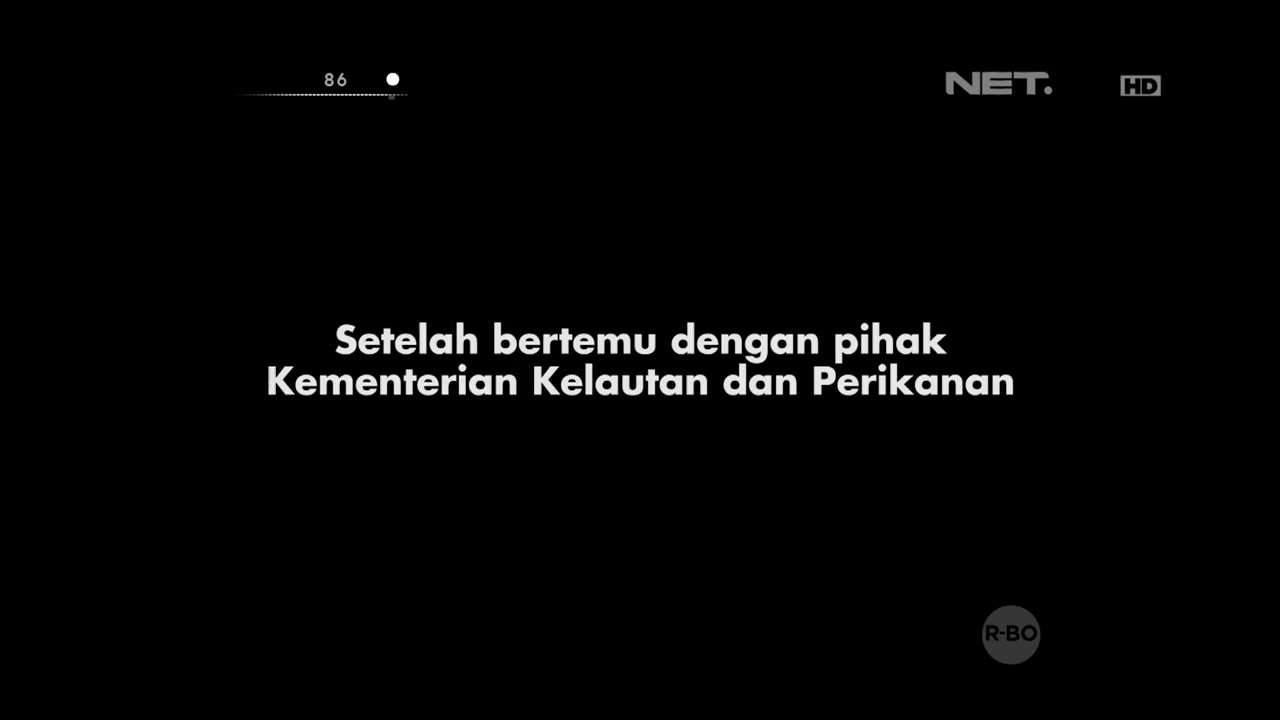 86
NET.
HD
Setelah bertemu dengan pihak
Kementerian Kelautan dan Perikanan
R-BO